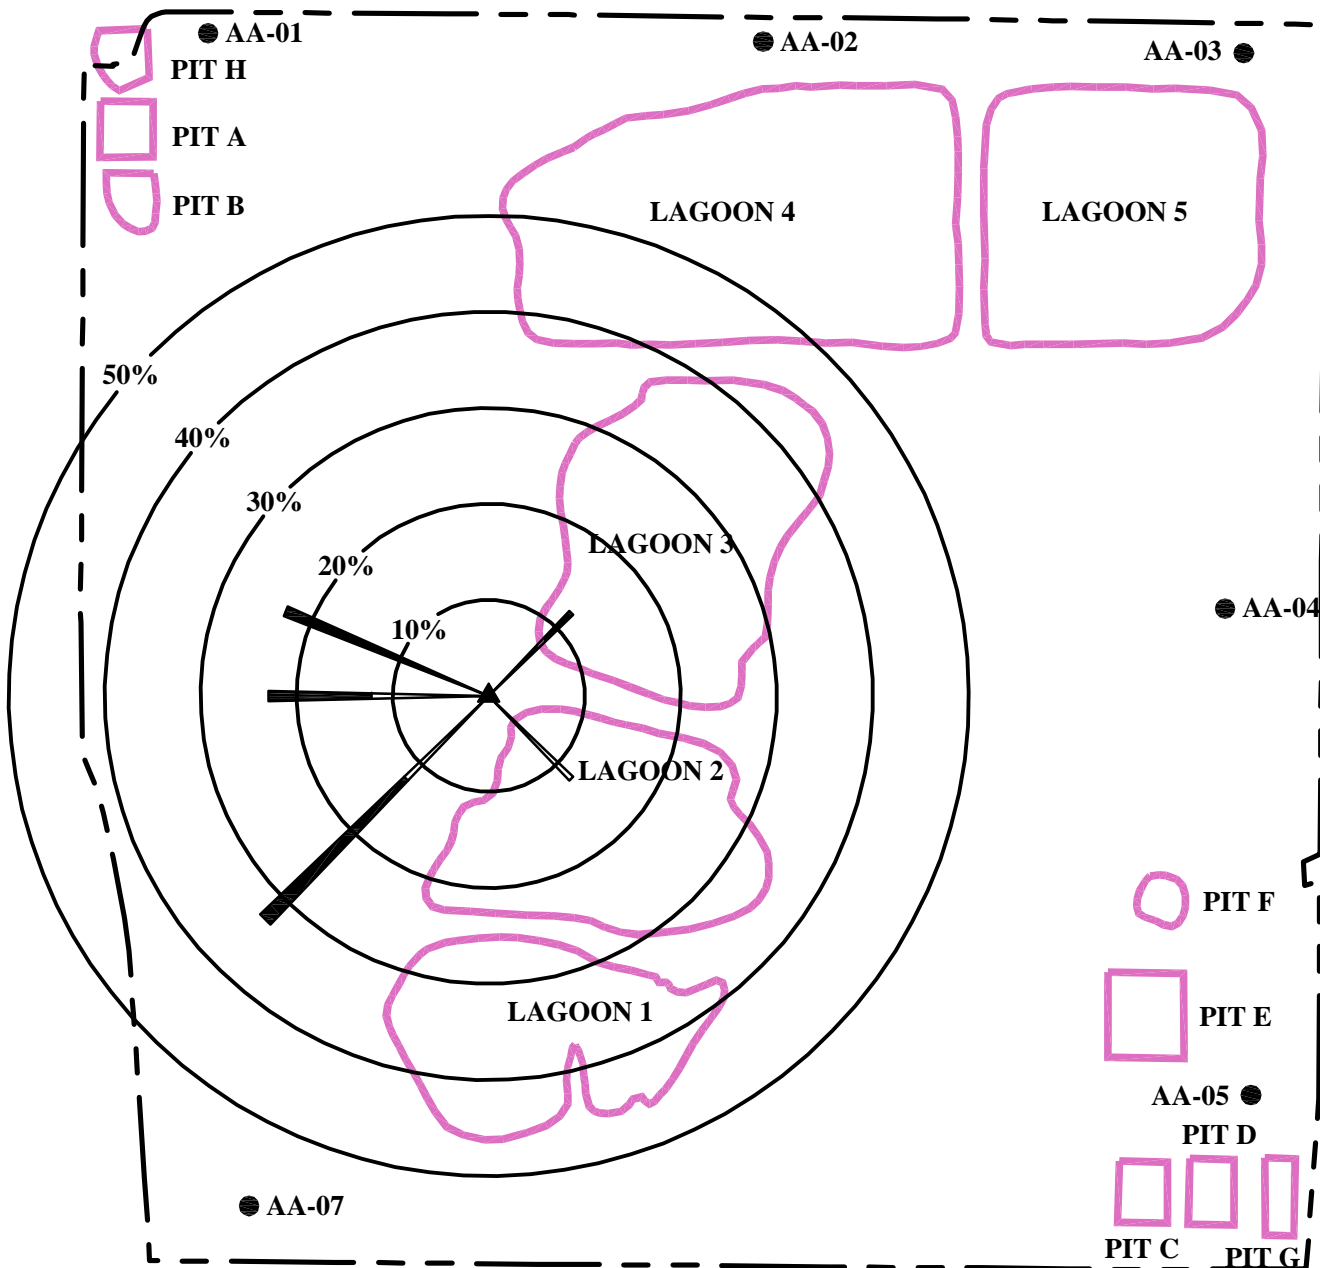 AA-01
AA-02
AA-03
PIT H
PIT A
PIT B
LAGOON 4
LAGOON 5
50%
40%
30%
20%
10%
LAGOON 3
AA-04
LAGOON 2
PIT F
LAGOON 1
PIT E
AA-05
PIT D
AA-07
PIT C
PIT G